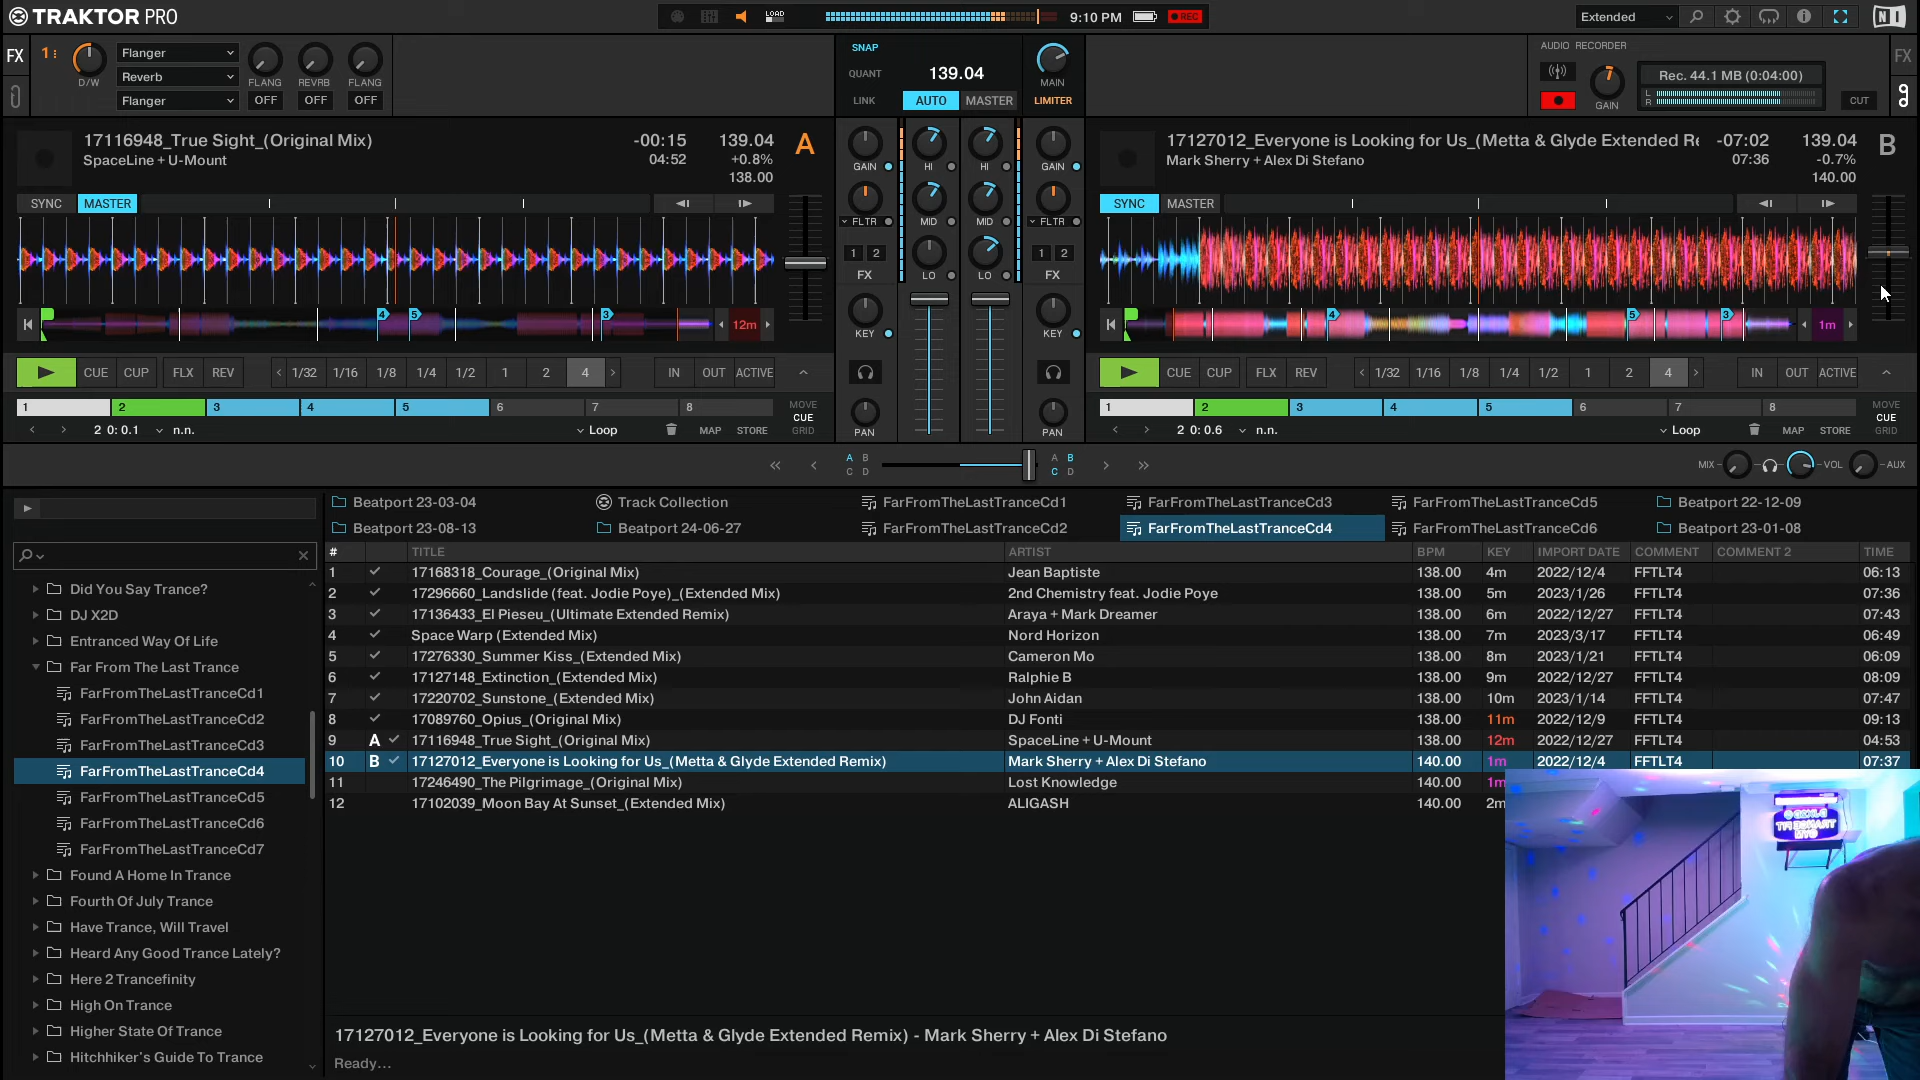 TRAKTOR PRO
LOAD
9:10 PM
REC
Extended
FX
1
D/W
Flanger
Reverb
Flanger
FLANG
REVRB
FLANG
OFF
OFF
OFF
SNAP
QUANT
LINK
139.04
AUTO
MASTER
MAIN
LIMITER
AUDIO RECORDER
GAIN
Rec. 44.1 MB (0:04:00)
L
R
CUT
FX
17116948_True Sight_(Original Mix)
SpaceLine + U-Mount
-00:15
04:52
139.04
+0.8%
138.00
A
SYNC
MASTER
4
5
3
12m
CUE
CUP
FLX
REV
1/32
1/16
1/8
1/4
1/2
1
2
4
IN
OUT
ACTIVE
1
2
3
4
5
6
7
8
MOVE
CUE
GRID
2 0: 0.1
n.n.
Loop
MAP
STORE
GAIN
HI
HI
GAIN
FLTR
MID
MID
FLTR
1 2
LO
LO
1 2
FX
FX
KEY
KEY
PAN
PAN
17127012_Everyone is Looking for Us_(Metta & Glyde Extended Re
Mark Sherry + Alex Di Stefano
-07:02
07:36
139.04
-0.7%
140.00
B
SYNC
MASTER
4
5
3
1m
CUE
CUP
FLX
REV
1/32
1/16
1/8
1/4
1/2
1
2
4
IN
OUT
ACTIVE
1
2
3
4
5
6
7
8
MOVE
CUE
GRID
2 0: 0.6
n.n.
Loop
MAP
STORE
A B
C D
A B
C D
MIX
VOL
AUX
Beatport 23-03-04
Track Collection
FarFromTheLastTranceCd1
FarFromTheLastTranceCd3
FarFromTheLastTranceCd5
Beatport 22-12-09
Beatport 23-08-13
Beatport 24-06-27
FarFromTheLastTranceCd2
FarFromTheLastTranceCd4
FarFromTheLastTranceCd6
Beatport 23-01-08
Did You Say Trance?
DJ X2D
Entranced Way Of Life
Far From The Last Trance
FarFromTheLastTranceCd1
FarFromTheLastTranceCd2
FarFromTheLastTranceCd3
FarFromTheLastTranceCd4
FarFromTheLastTranceCd5
FarFromTheLastTranceCd6
FarFromTheLastTranceCd7
Found A Home In Trance
Fourth Of July Trance
Have Trance, Will Travel
Heard Any Good Trance Lately?
Here 2 Trancefinity
High On Trance
Higher State Of Trance
Hitchhiker's Guide To Trance
# TITLE ARTIST BPM KEY IMPORT DATE COMMENT COMMENT 2 TIME
1 17168318_Courage_(Original Mix) Jean Baptiste 138.00 4m 2022/12/4 FFTLT4 06:13
2 17296660_Landslide (feat. Jodie Poye)_(Extended Mix) 2nd Chemistry feat. Jodie Poye 138.00 5m 2023/1/26 FFTLT4 07:36
3 17136433_El Pieseu_(Ultimate Extended Remix) Araya + Mark Dreamer 138.00 6m 2022/12/27 FFTLT4 07:43
4 Space Warp (Extended Mix) Nord Horizon 138.00 7m 2023/3/17 FFTLT4 06:49
5 17276330_Summer Kiss_(Extended Mix) Cameron Mo 138.00 8m 2023/1/21 FFTLT4 06:09
6 17127148_Extinction_(Extended Mix) Ralphie B 138.00 9m 2022/12/27 FFTLT4 08:09
7 17220702_Sunstone_(Extended Mix) John Aidan 138.00 10m 2023/1/14 FFTLT4 07:47
8 17089760_Opius_(Original Mix) DJ Fonti 138.00 11m 2022/12/9 FFTLT4 09:13
9 A 17116948_True Sight_(Original Mix) SpaceLine + U-Mount 138.00 12m 2022/12/27 FFTLT4 04:53
10 B 17127012_Everyone is Looking for Us_(Metta & Glyde Extended Remix) Mark Sherry + Alex Di Stefano 140.00 1m 2022/12/4 FFTLT4 07:37
11 17246490_The Pilgrimage_(Original Mix) Lost Knowledge 140.00 1m
12 17102039_Moon Bay At Sunset_(Extended Mix) ALIGASH 140.00 2m
17127012_Everyone is Looking for Us_(Metta & Glyde Extended Remix) - Mark Sherry + Alex Di Stefano
Ready...